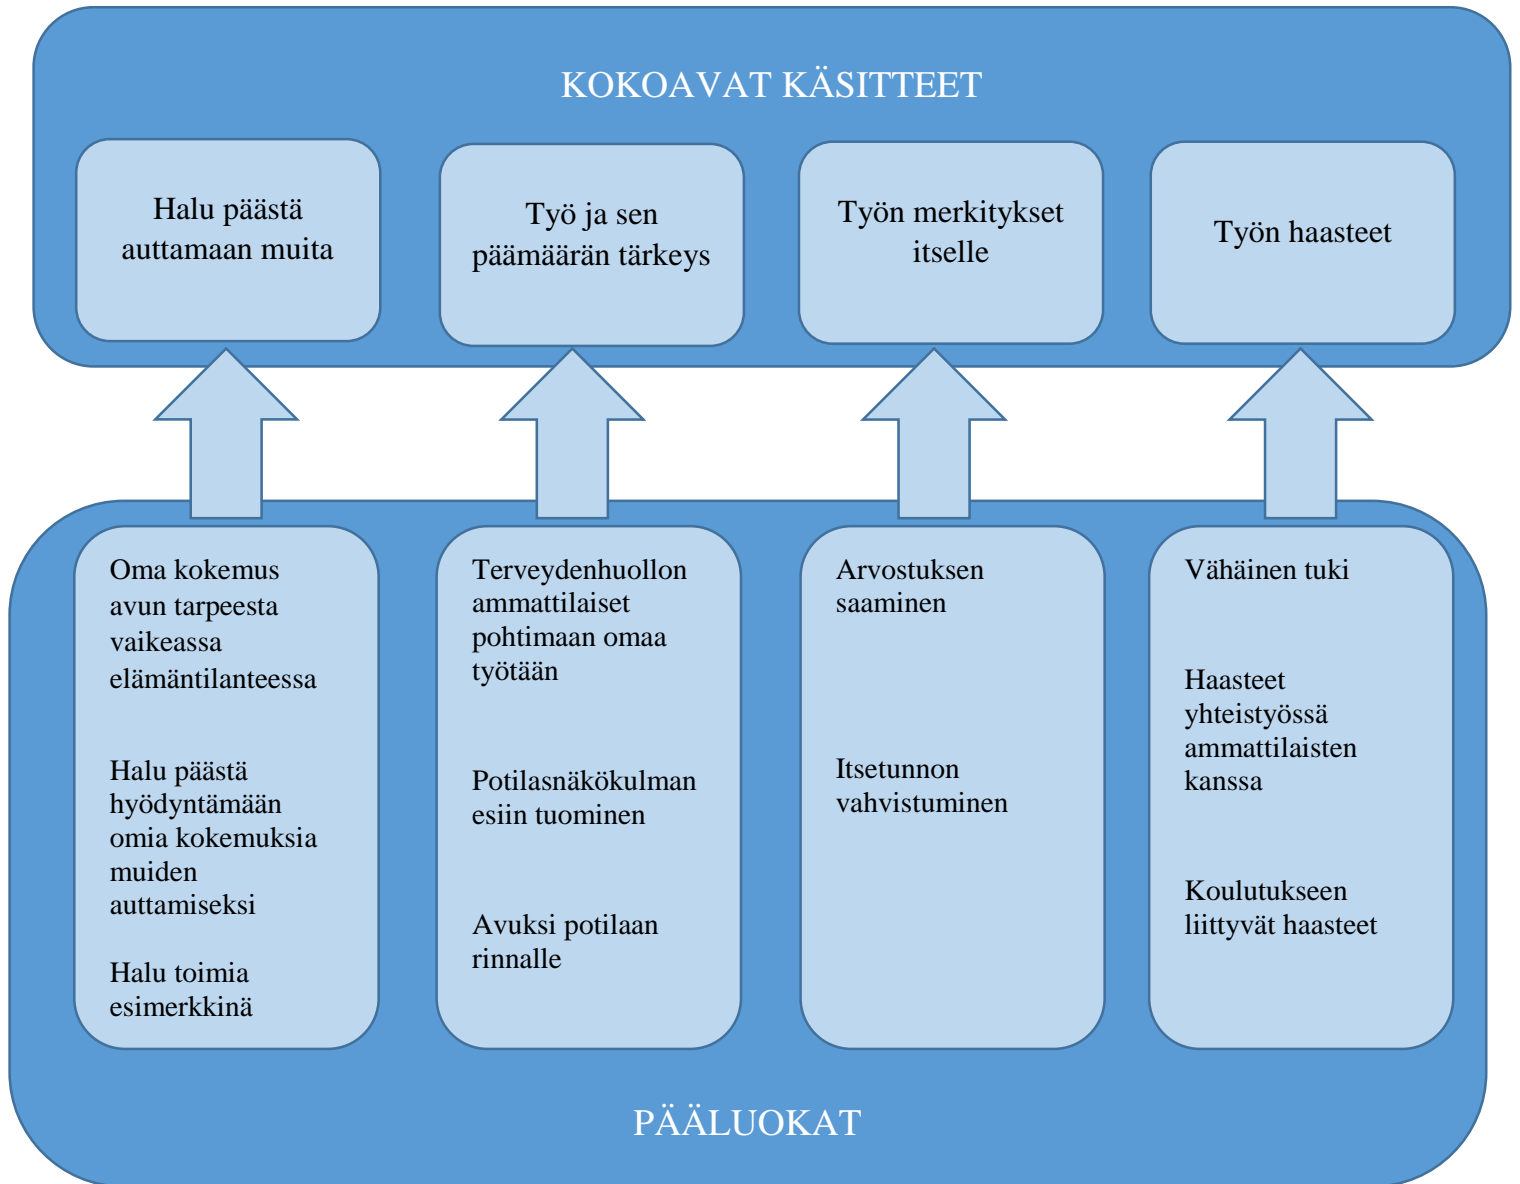 KOKOAVAT KÄSITTEET
Halu päästä
auttamaan muita
Työ ja sen
päämäärän tärkeys
Työn merkitykset
itselle
Työn haasteet
Oma kokemus
avun tarpeesta
vaikeassa
elämäntilanteessa
Halu päästä
hyödyntämään
omia kokemuksia
muiden
auttamiseksi
Halu toimia
esimerkkinä
Terveydenhuollon
ammattilaiset
pohtimaan omaa
työtään
Potilasnäkökulman
esiin tuominen
Avuksi potilaan
rinnalle
Arvostuksen
saaminen
Itsetunnon
vahvistuminen
Vähäinen tuki
Haasteet
yhteistyössä
ammattilaisten
kanssa
Koulutukseen
liittyvät haasteet
PÄÄLUOKAT